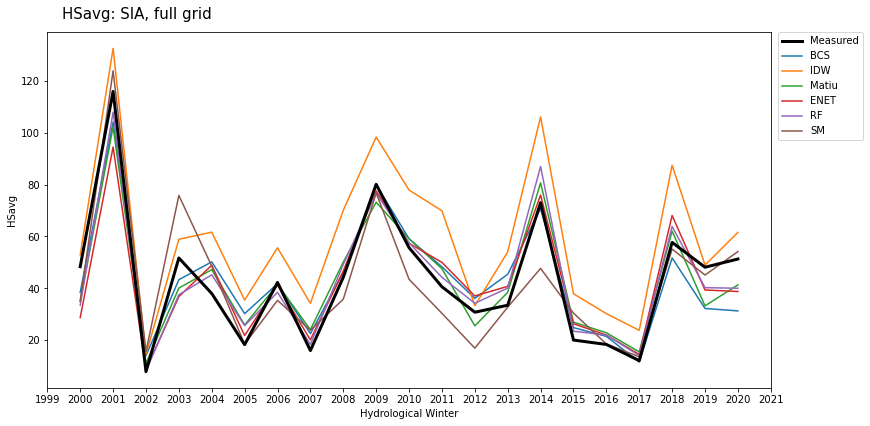 HSavg: SIA, full grid
Measured
BCS
IDW
Matiu
ENET
RF
SM
HSavg
120
100
80
60
40
20
1999 2000 2001 2002 2003 2004 2005 2006 2007 2008 2009 2010 2011 2012 2013 2014 2015 2016 2017 2018 2019 2020 2021
Hydrological Winter